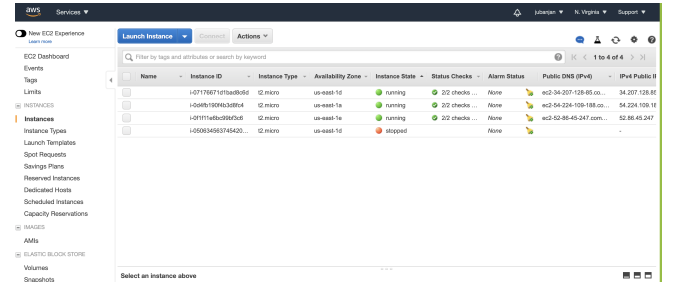 aws Services jubanjan N. Virginia Support
New EC2 Experience
Learn more
Launch Instance Connect Actions
EC2 Dashboard
Events
Tags
Limits
INSTANCES
Instances
Instance Types
Launch Templates
Spot Requests
Savings Plans
Reserved Instances
Dedicated Hosts
Scheduled Instances
Capacity Reservations
IMAGES
AMIs
ELASTIC BLOCK STORE
Volumes
Snapshots
Filter by tags and attributes or search by keyword 1 to 4 of 4
Name Instance ID Instance Type Availability Zone Instance State Status Checks Alarm Status Public DNS (IPv4) IPv4 Public I
i-07176671d1bad8c6d t2.micro us-east-1d running 2/2 checks ... None ec2-34-207-128-85.co... 34.207.128.85
i-0d4fb190f4b3d8fc4 t2.micro us-east-1a running 2/2 checks ... None ec2-54-224-109-188.co... 54.224.109.18
i-0f1f11e6bc99bf3c6 t2.micro us-east-1e running 2/2 checks ... None ec2-52-86-45-247.com... 52.86.45.247
i-050634563745420... t2.micro us-east-1d stopped None -
Select an instance above